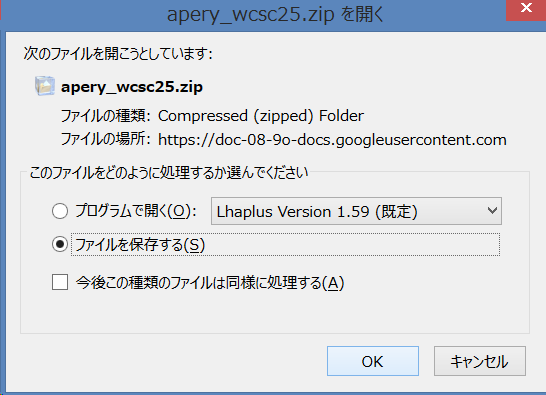 apery_wcsc25.zip を開く
次のファイルを開こうとしています:
apery_wcsc25.zip
ファイルの種類: Compressed (zipped) Folder
ファイルの場所: https://doc-08-9o-docs.googleusercontent.com
このファイルをどのように処理するか選んでください
プログラムで開く(O): Lhaplus Version 1.59 (既定)
ファイルを保存する(S)
今後この種類のファイルは同様に処理する(A)
OK キャンセル